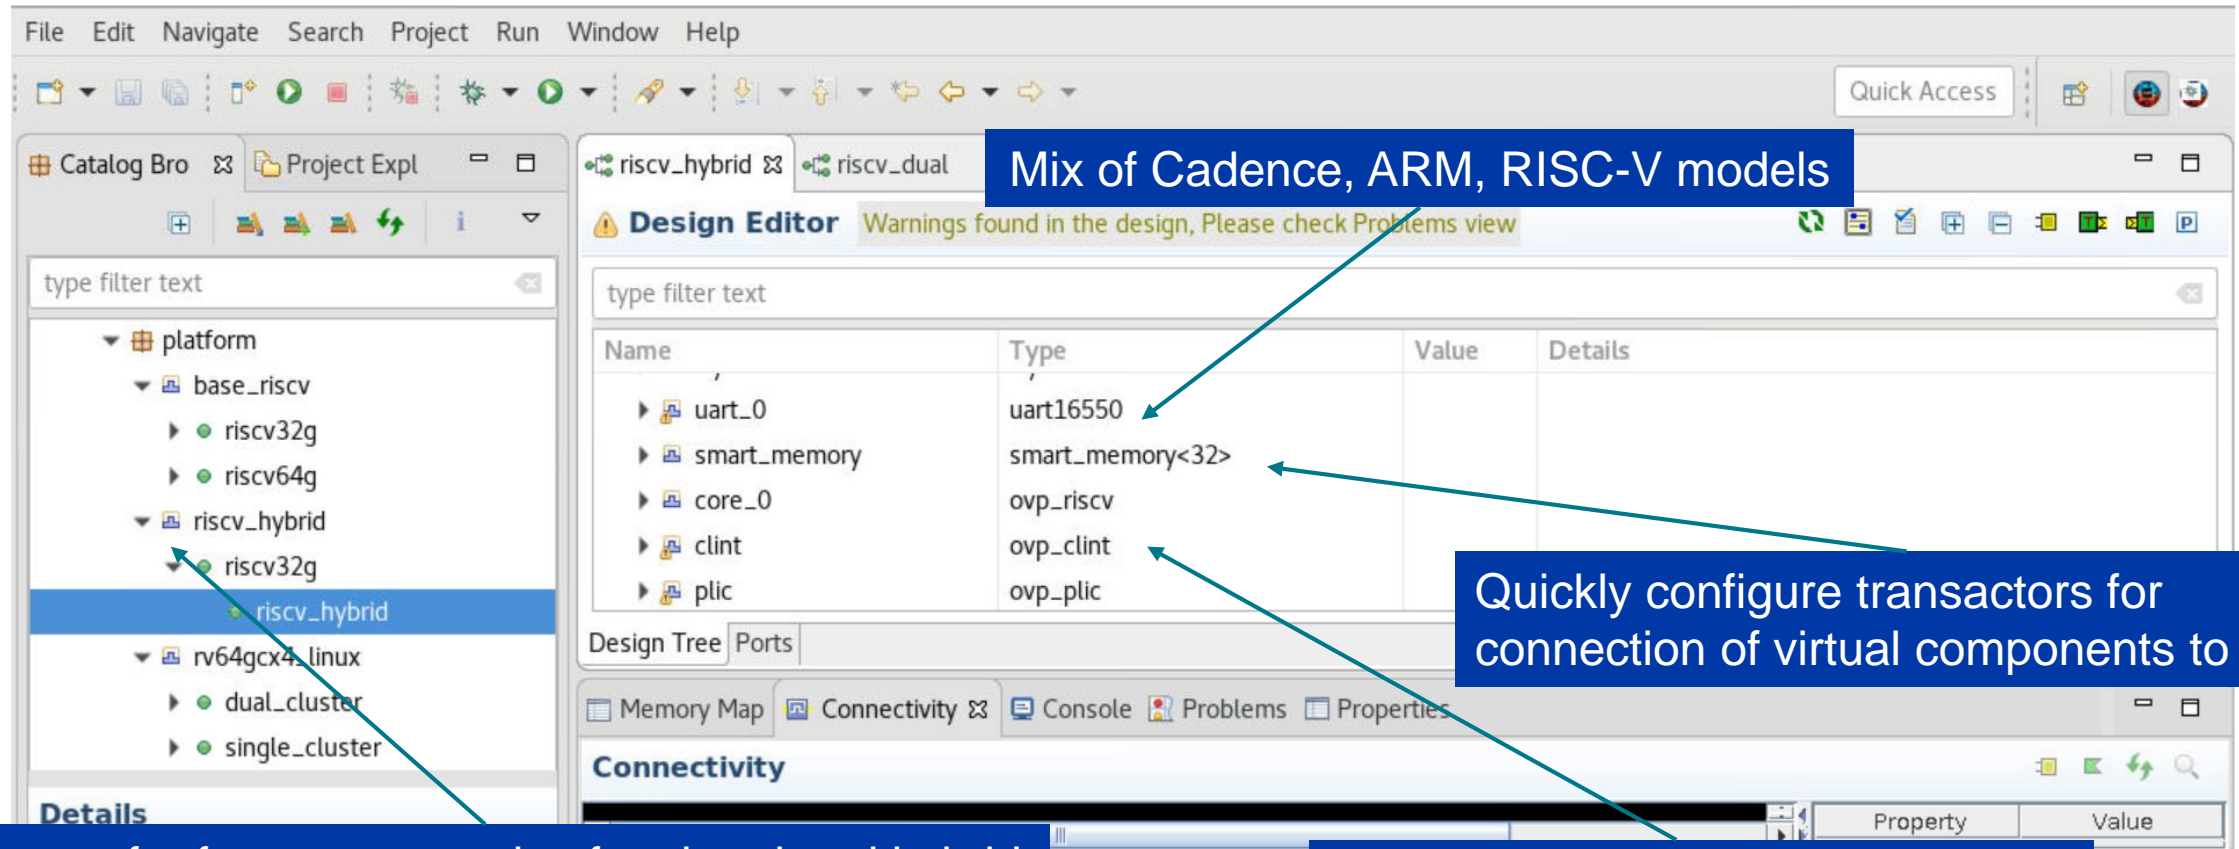 File Edit Navigate Search Project Run Window Help
Quick Access
Catalog Bro Project Expl
riscv_hybrid riscv_dual
Mix of Cadence, ARM, RISC-V models
Design Editor Warnings found in the design, Please check Problems view
type filter text
type filter text
platform
base_riscv
riscv32g
riscv64g
riscv_hybrid
riscv32g
riscv_hybrid
rv64gcx4_linux
dual_cluster
single_cluster
Details
Name Type Value Details
uart_0 uart16550
smart_memory smart_memory<32>
core_0 ovp_riscv
clint ovp_clint
plic ovp_plic
Quickly configure transactors for
connection of virtual components to
Design Tree Ports
Memory Map Connectivity Console Problems Properties
Connectivity
Property Value